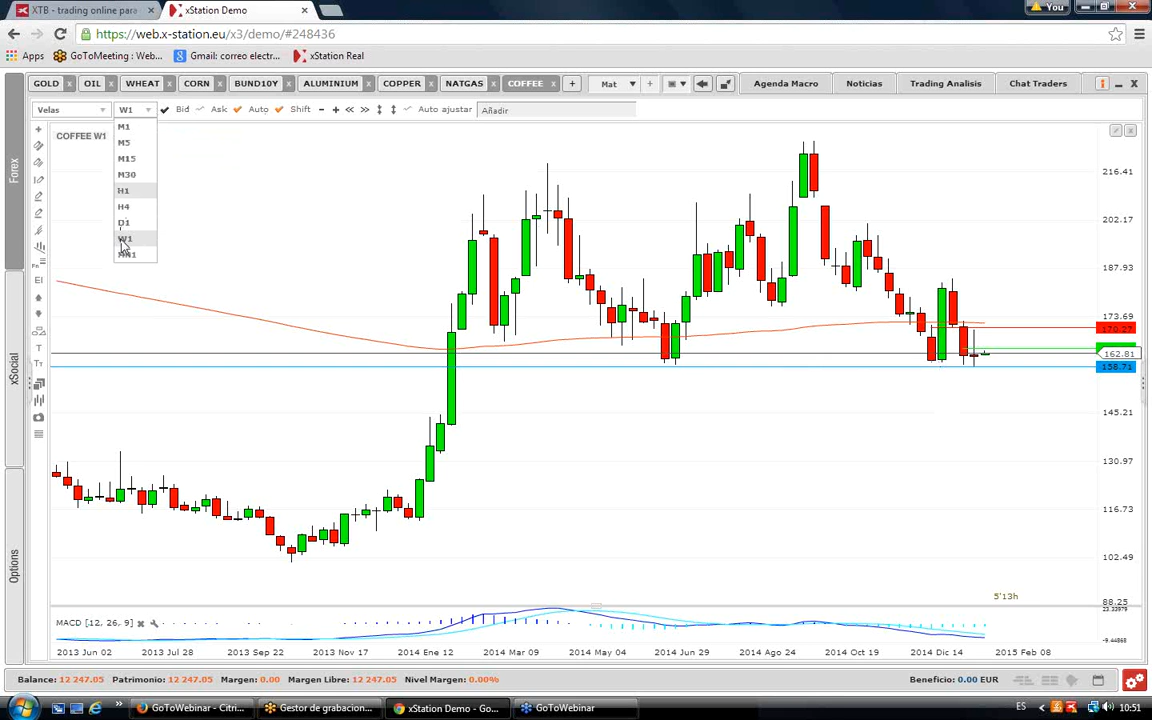 XTB - trading online para
xStation Demo
You
https://web.x-station.eu/x3/demo/#248436
Apps GoToMeeting : Web... Gmail: correo electr... xStation Real
GOLD OIL WHEAT CORN BUND10Y ALUMINIUM COPPER NATGAS COFFEE + Mat Agenda Macro Noticias Trading Analisis Chat Traders
Velas W1 Bid Ask Auto Shift Auto ajustar Añadir
COFFEE W1
M1
M5
M15
M30
H1
H4
D1
W1
MN1
Forex
xSocial
Options
216.41
202.17
187.93
173.69
170.27
162.81
158.71
145.21
130.97
116.73
102.49
88.25
5'13h
MACD [12, 26, 9]
23.33979
-9.44868
2013 Jun 02 2013 Jul 28 2013 Sep 22 2013 Nov 17 2014 Ene 12 2014 Mar 09 2014 May 04 2014 Jun 29 2014 Ago 24 2014 Oct 19 2014 Dic 14 2015 Feb 08
Balance: 12 247.05 Patrimonio: 12 247.05 Margen: 0.00 Margen Libre: 12 247.05 Nivel Margen: 0.00% Beneficio: 0.00 EUR
GoToWebinar - Citri... Gestor de grabacion... xStation Demo - Go... GoToWebinar ES 10:51